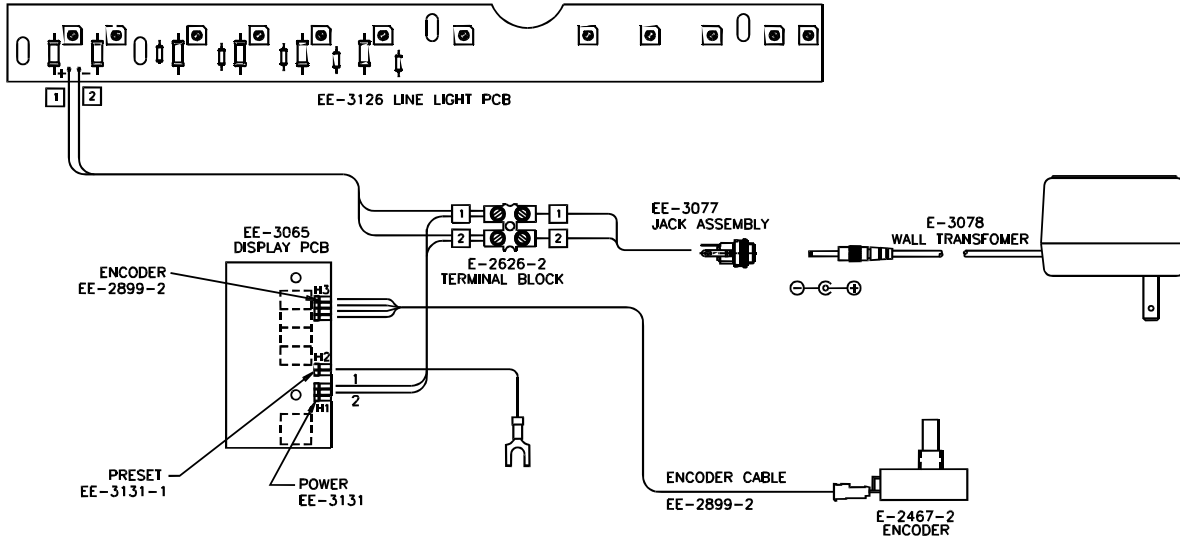 + −
1 2
EE-3126 LINE LIGHT PCB
1 1
2 2
E-2626-2
TERMINAL BLOCK
EE-3077
JACK ASSEMBLY
E-3078
WALL TRANSFOMER
− C +
EE-3065
DISPLAY PCB
ENCODER
EE-2899-2
H3
H2
1
2
H1
PRESET
EE-3131-1
POWER
EE-3131
ENCODER CABLE
EE-2899-2
E-2467-2
ENCODER